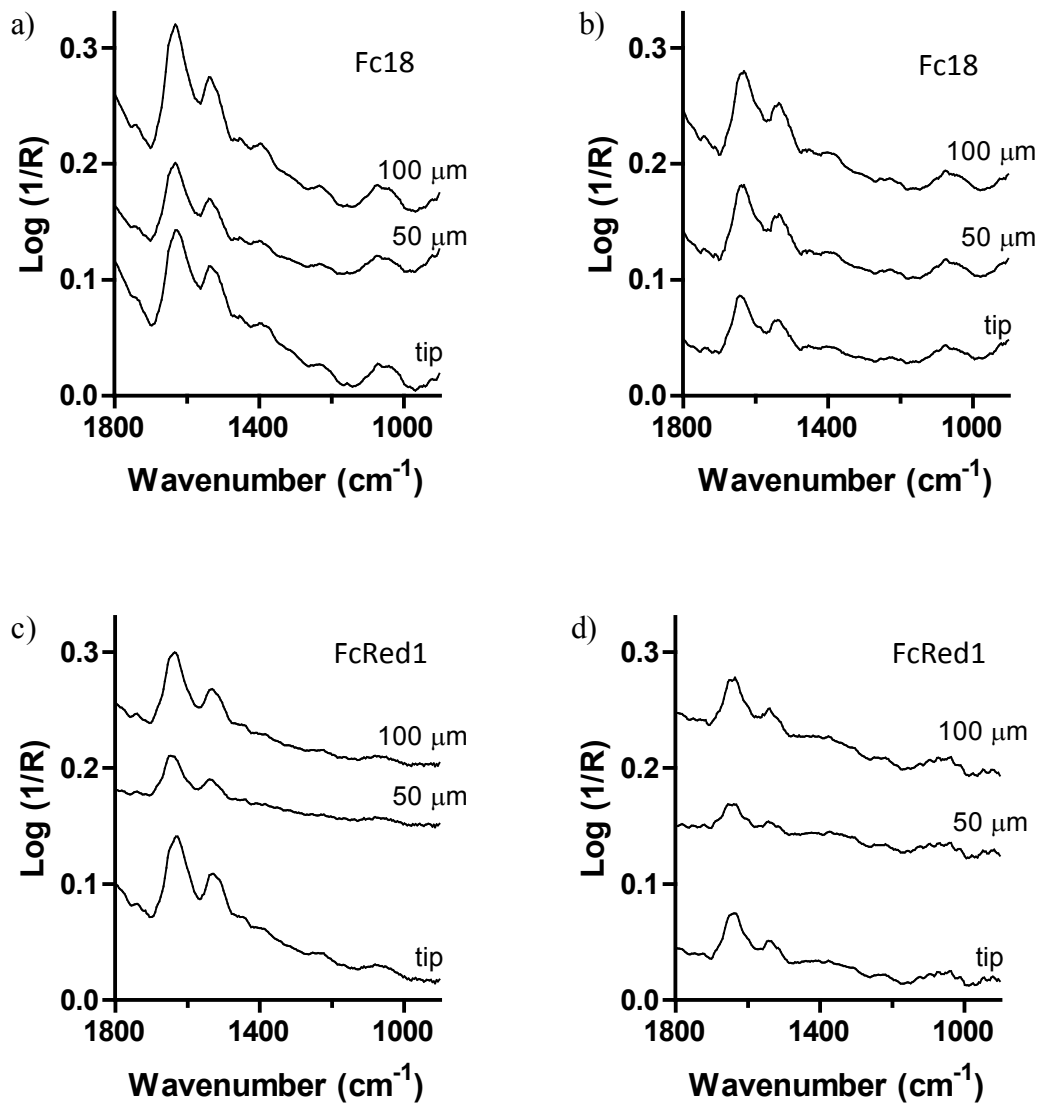 a)
Fc18
Log (1/R)
0.3
0.2
0.1
0.0
100 μm
50 μm
tip
1800
1400
1000
Wavenumber (cm-1)
b)
Fc18
Log (1/R)
0.3
0.2
0.1
0.0
100 μm
50 μm
tip
1800
1400
1000
Wavenumber (cm-1)
c)
FcRed1
Log (1/R)
0.3
0.2
0.1
0.0
100 μm
50 μm
tip
1800
1400
1000
Wavenumber (cm-1)
d)
FcRed1
Log (1/R)
0.3
0.2
0.1
0.0
100 μm
50 μm
tip
1800
1400
1000
Wavenumber (cm-1)